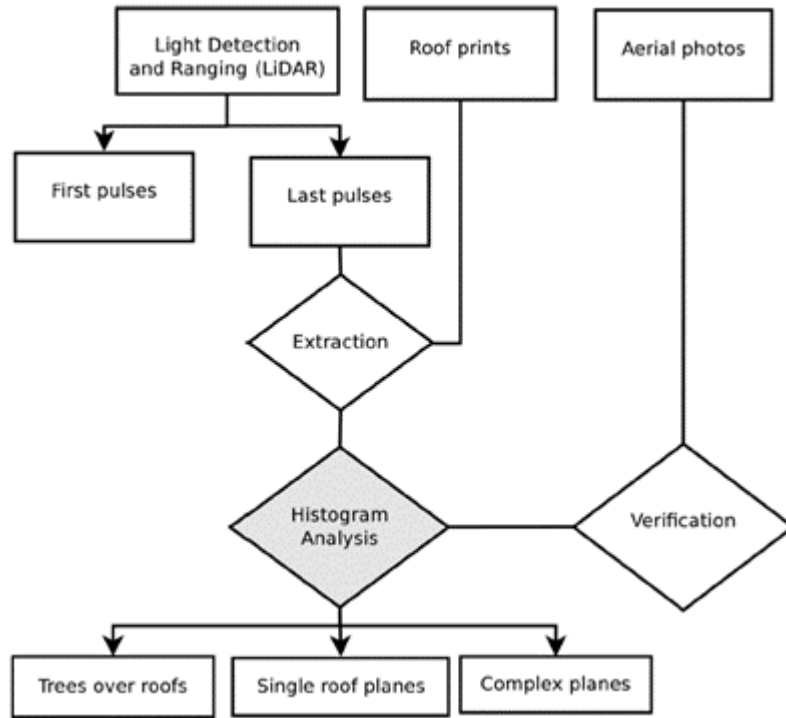 Light Detection
and Ranging (LiDAR)
Roof prints
Aerial photos
First pulses
Last pulses
Extraction
Histogram
Analysis
Verification
Trees over roofs
Single roof planes
Complex planes